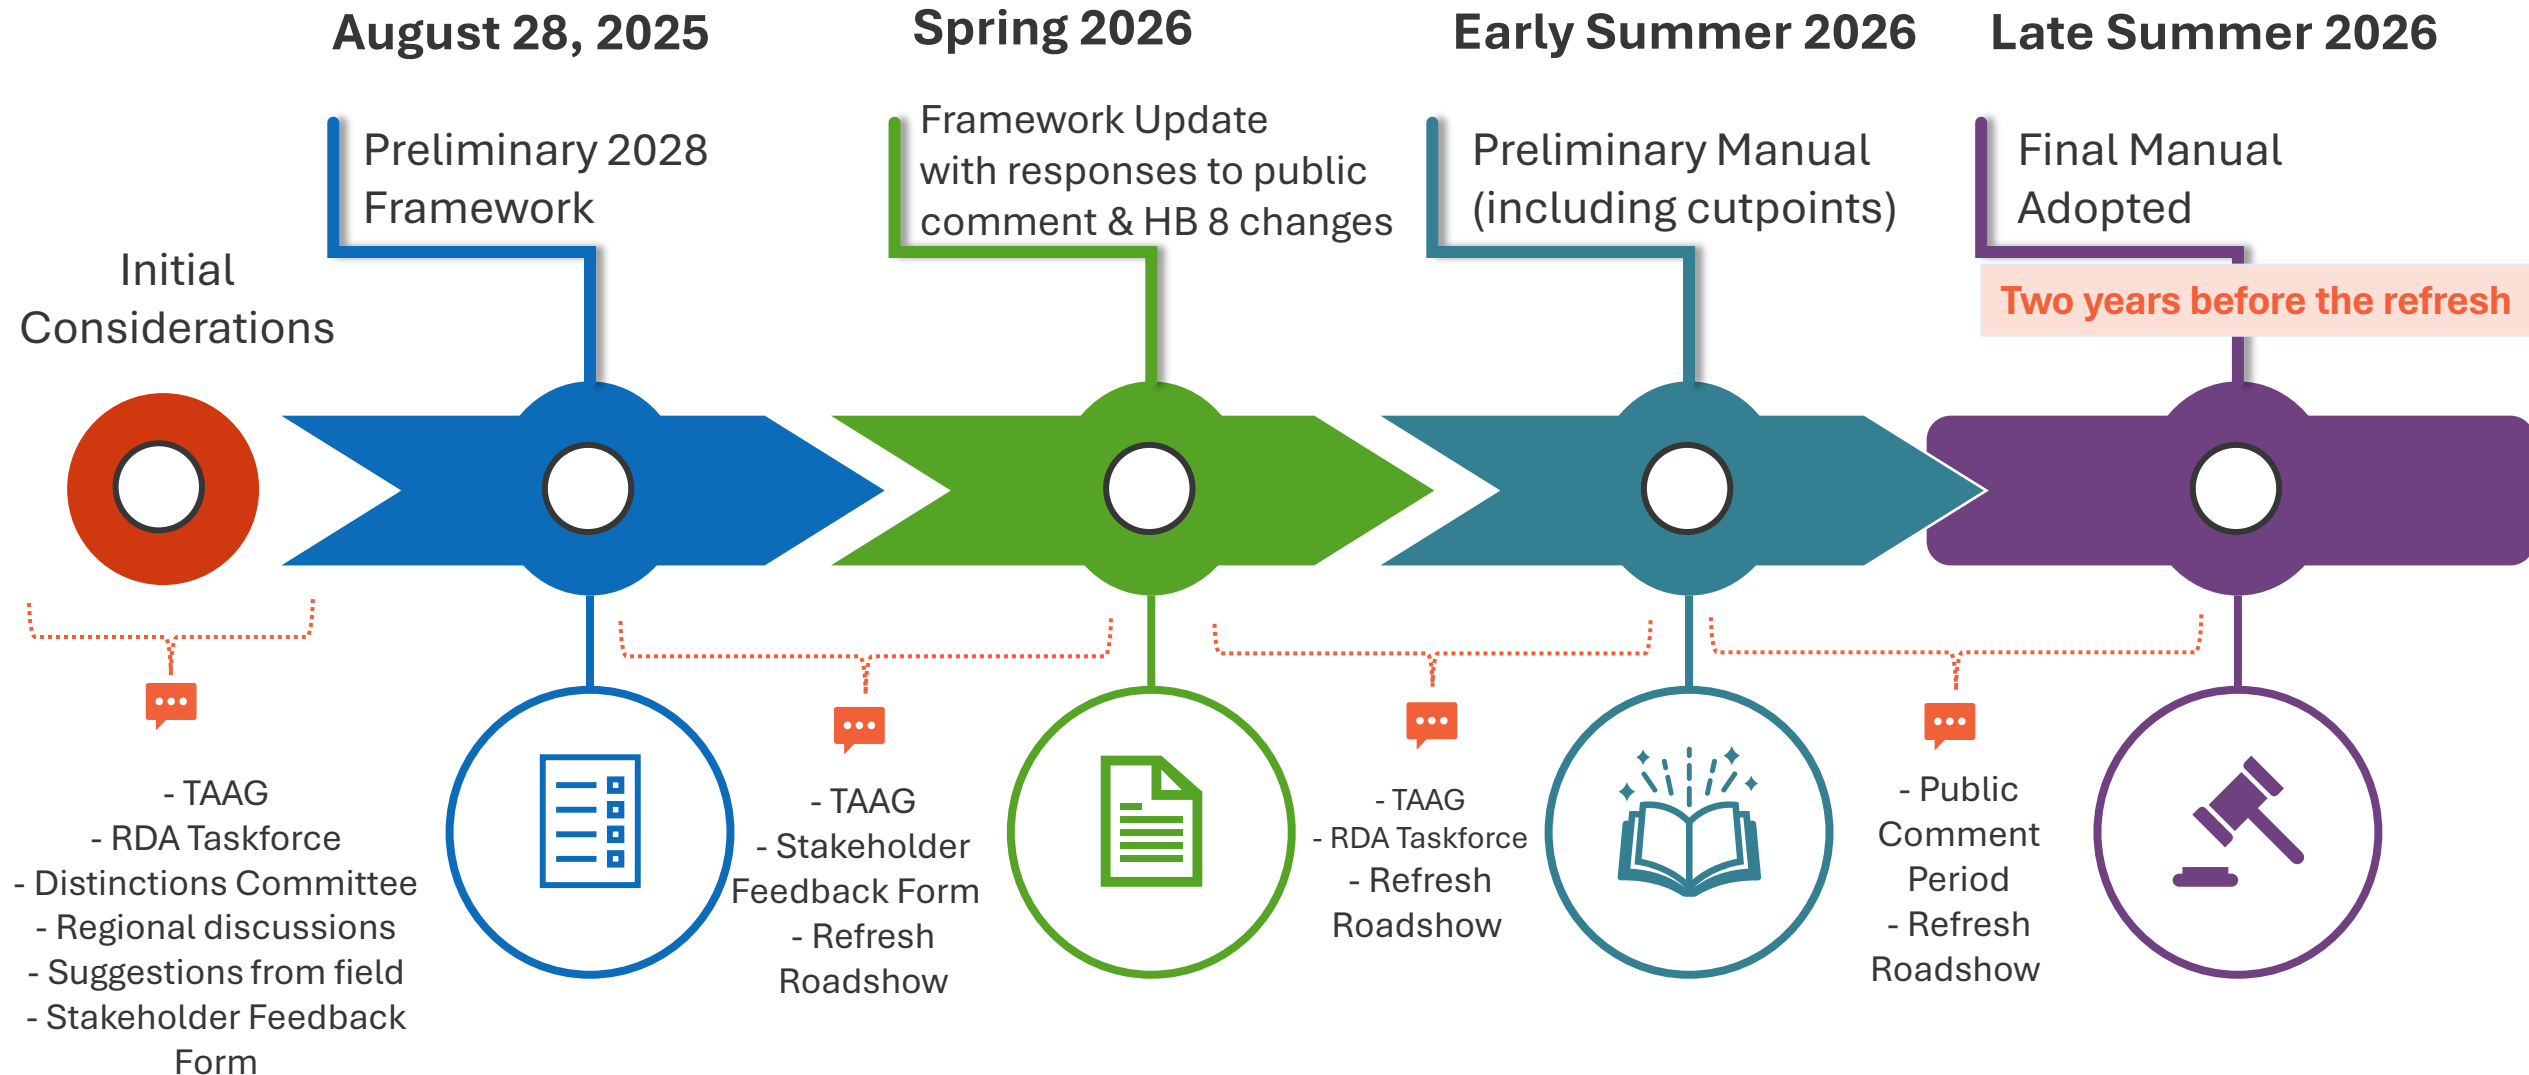 August 28, 2025
Spring 2026
Early Summer 2026
Late Summer 2026
Initial
Considerations
Preliminary 2028
Framework
Framework Update
with responses to public
comment & HB 8 changes
Preliminary Manual
(including cutpoints)
Final Manual
Adopted
Two years before the refresh
- TAAG
- RDA Taskforce
- Distinctions Committee
- Regional discussions
- Suggestions from field
- Stakeholder Feedback
Form
- TAAG
- Stakeholder
Feedback Form
- Refresh
Roadshow
- TAAG
- RDA Taskforce
- Refresh
Roadshow
- Public
Comment
Period
- Refresh
Roadshow